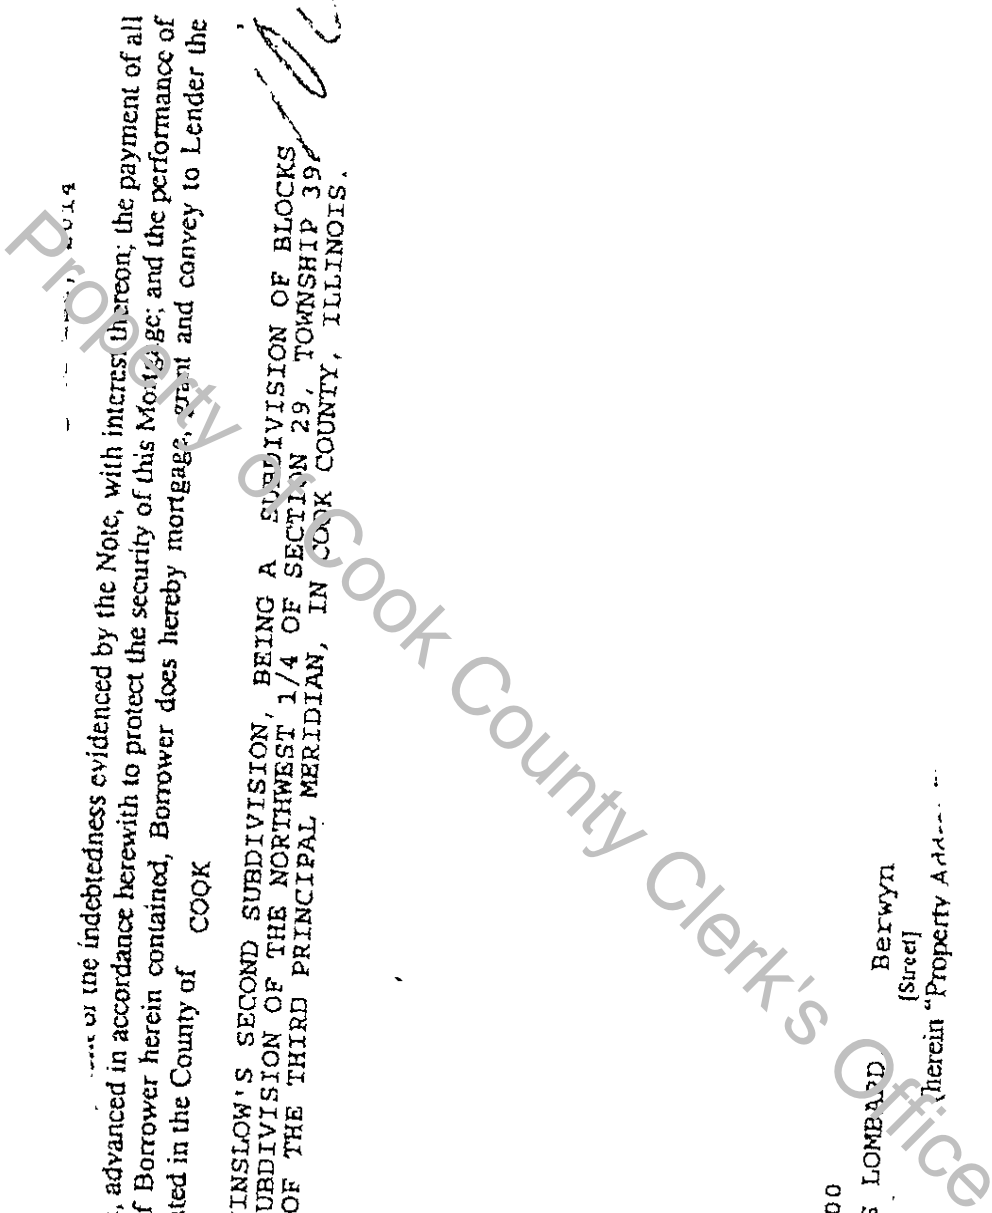 2014
of the indebtedness evidenced by the Note, with interest thereon; the payment of all
, advanced in accordance herewith to protect the security of this Mortgage; and the performance of
f Borrower herein contained, Borrower does hereby mortgage, grant and convey to Lender the
ted in the County of COOK
INSLOW'S SECOND SUBDIVISION, BEING A SUBDIVISION OF BLOCKS
UBDIVISION OF THE NORTHWEST 1/4 OF SECTION 29, TOWNSHIP 39
OF THE THIRD PRINCIPAL MERIDIAN, IN COOK COUNTY, ILLINOIS.
00
LOMBARD Berwyn
[Street]
(herein "Property
Property of Cook County Clerk's Office